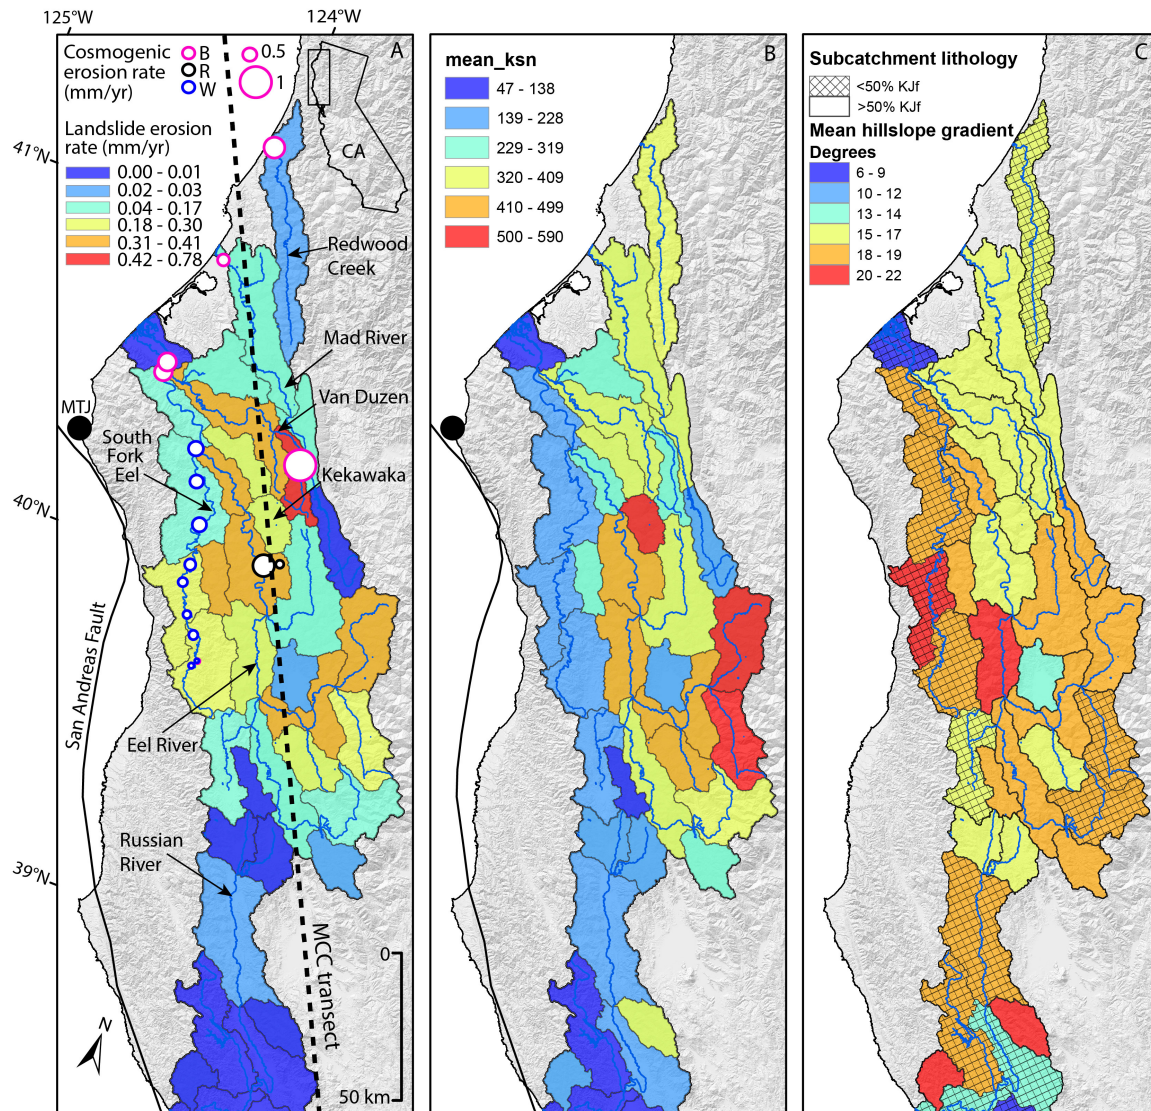 125°W
124°W
41°N
40°N
39°N
A
Cosmogenic
erosion rate
(mm/yr)
B
R
W
0.5
1
Landslide erosion
rate (mm/yr)
0.00 - 0.01
0.02 - 0.03
0.04 - 0.17
0.18 - 0.30
0.31 - 0.41
0.42 - 0.78
CA
Redwood
Creek
Mad River
Van Duzen
MTJ
South
Fork
Eel
Kekawaka
San Andreas Fault
Eel River
Russian
River
MCC transect
0
50 km
N
B
mean_ksn
47 - 138
139 - 228
229 - 319
320 - 409
410 - 499
500 - 590
C
Subcatchment lithology
<50% KJf
>50% KJf
Mean hillslope gradient
Degrees
6 - 9
10 - 12
13 - 14
15 - 17
18 - 19
20 - 22